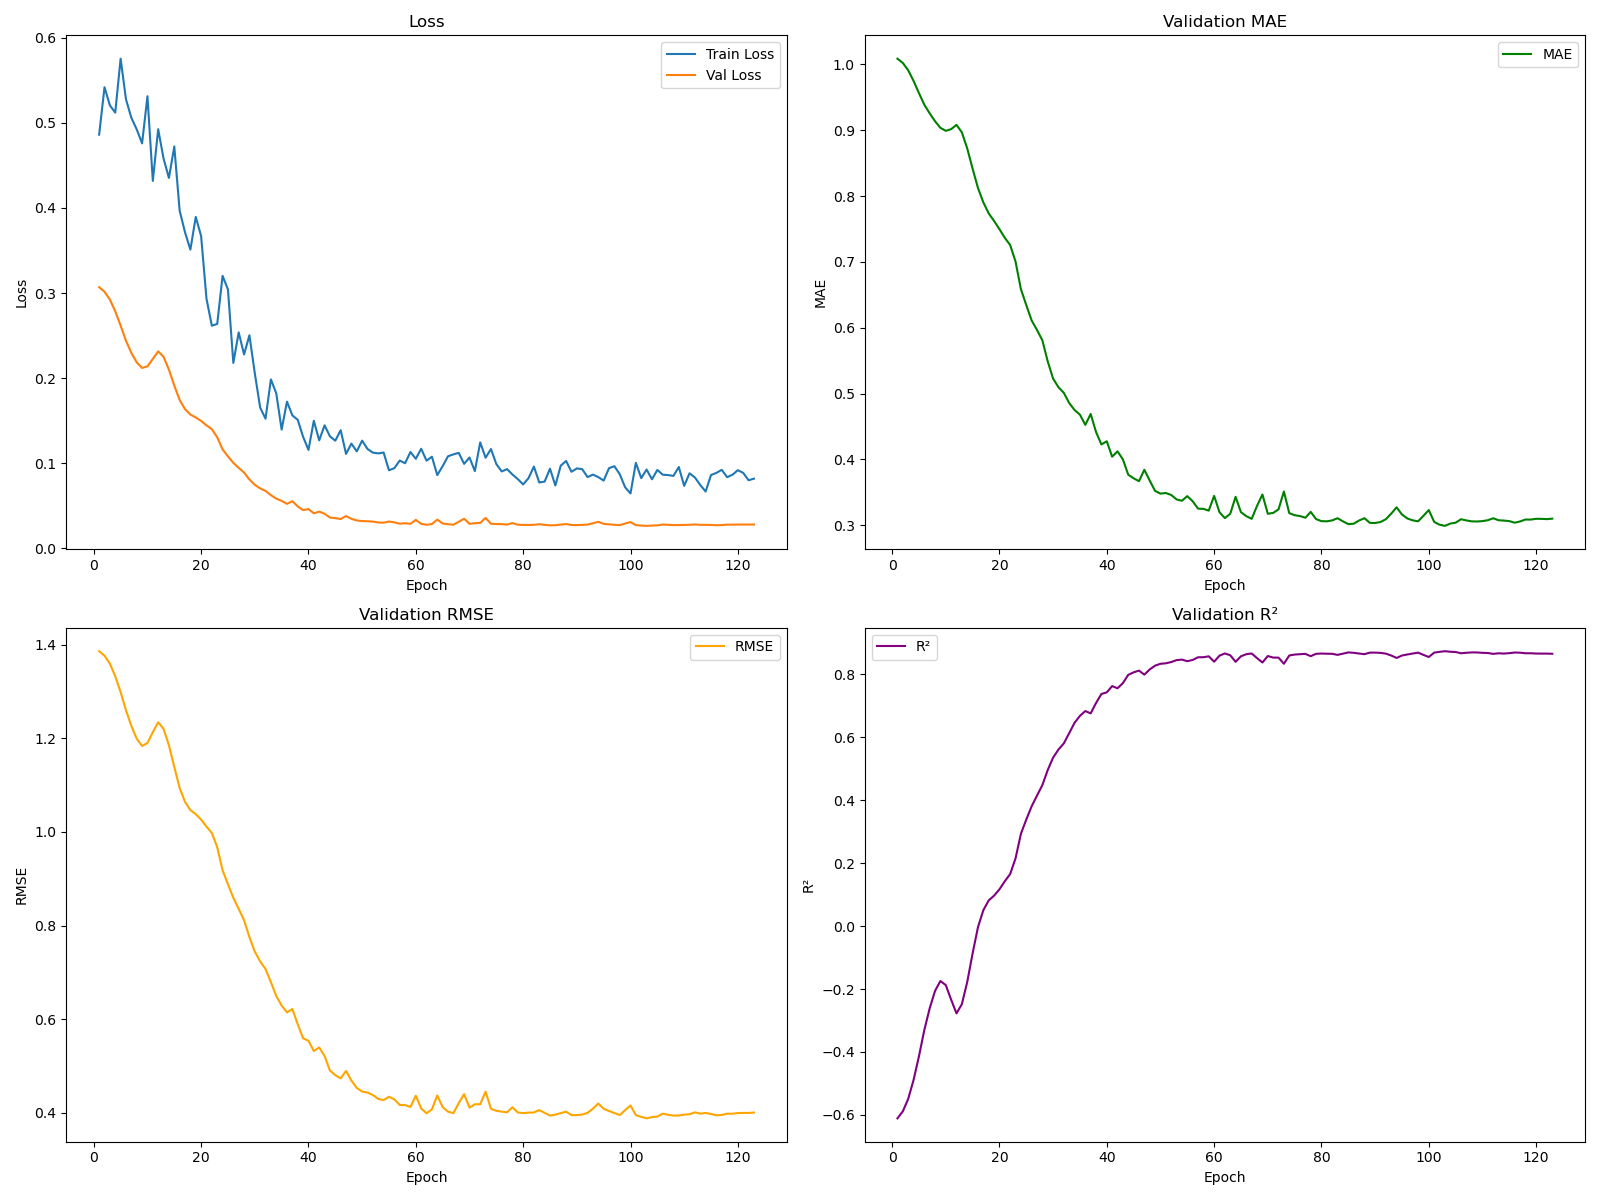 Loss
Train Loss
Val Loss
Loss
0.6
0.5
0.4
0.3
0.2
0.1
0.0
0 20 40 60 80 100 120
Epoch
Validation MAE
MAE
MAE
1.0
0.9
0.8
0.7
0.6
0.5
0.4
0.3
0 20 40 60 80 100 120
Epoch
Validation RMSE
RMSE
RMSE
1.4
1.2
1.0
0.8
0.6
0.4
0 20 40 60 80 100 120
Epoch
Validation R²
R²
R²
0.8
0.6
0.4
0.2
0.0
−0.2
−0.4
−0.6
0 20 40 60 80 100 120
Epoch